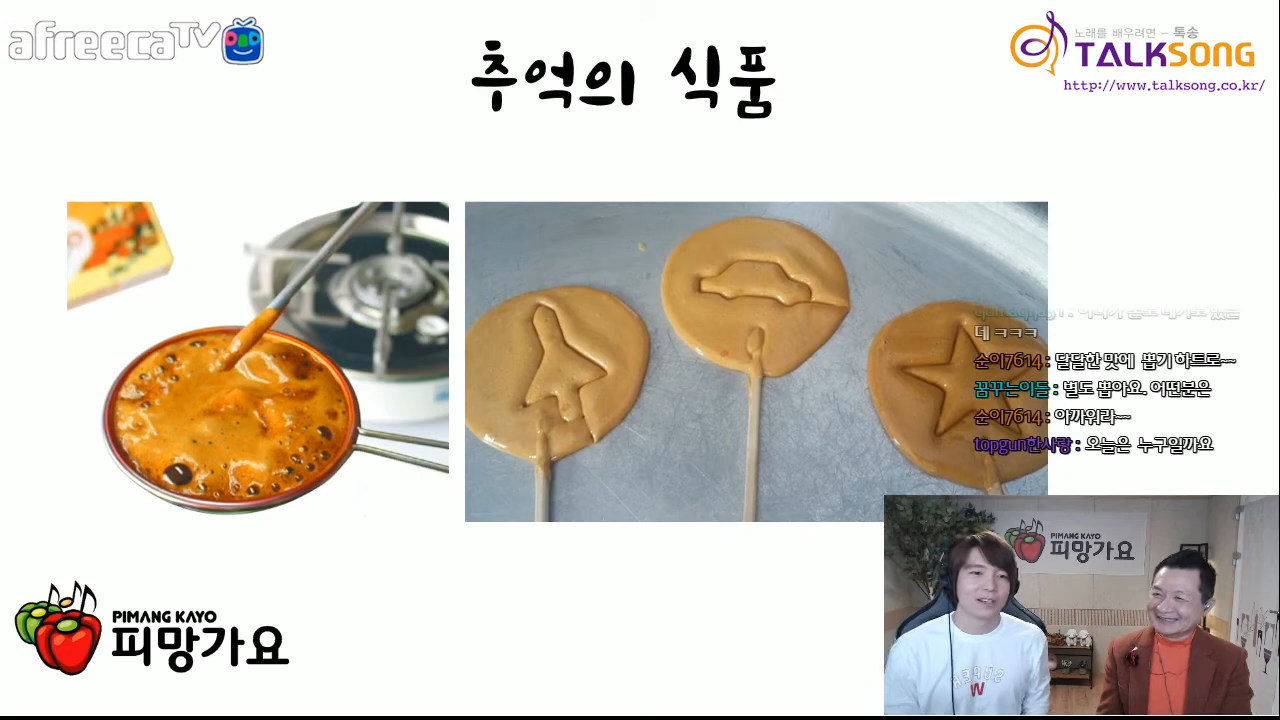 afreecaTV
노래를 배우려면 – 톡송
TALKSONG
http://www.talksong.co.kr/
추억의 식품
데 ㅋㅋㅋ
순이7614 : 달달한 맛에 뽑기 하트로~~
꿈꾸는이들 : 별도 뽑아요. 어떤분은
순이7614 : 아까워라~~
topgun한사랑 : 오늘은 누구일까요
PIMANG KAYO
피망가요
W
PIMANG KAYO
피망가요